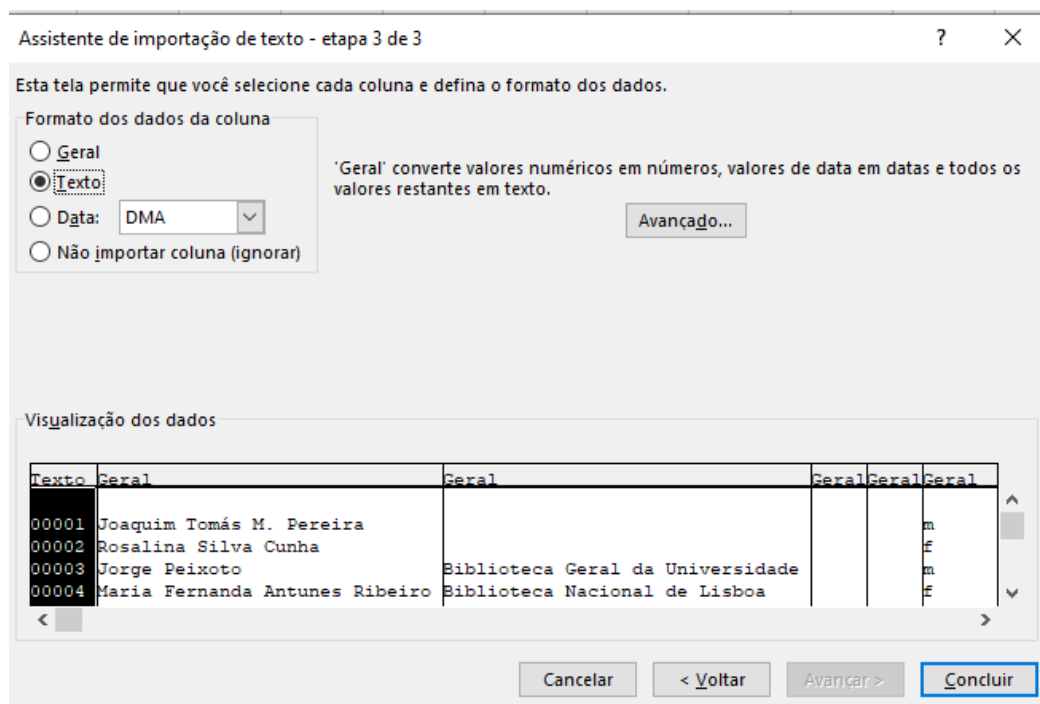 Assistente de importação de texto - etapa 3 de 3
Esta tela permite que você selecione cada coluna e defina o formato dos dados.
Formato dos dados da coluna
Geral
Texto
Data: DMA
Não importar coluna (ignorar)
'Geral' converte valores numéricos em números, valores de data em datas e todos os
valores restantes em texto.
Avançado...
Visualização dos dados
Texto Geral Geral Geral Geral Geral
00001 Joaquim Tomás M. Pereira m
00002 Rosalina Silva Cunha f
00003 Jorge Peixoto Biblioteca Geral da Universidade m
00004 Maria Fernanda Antunes Ribeiro Biblioteca Nacional de Lisboa f
Cancelar < Voltar Avançar > Concluir